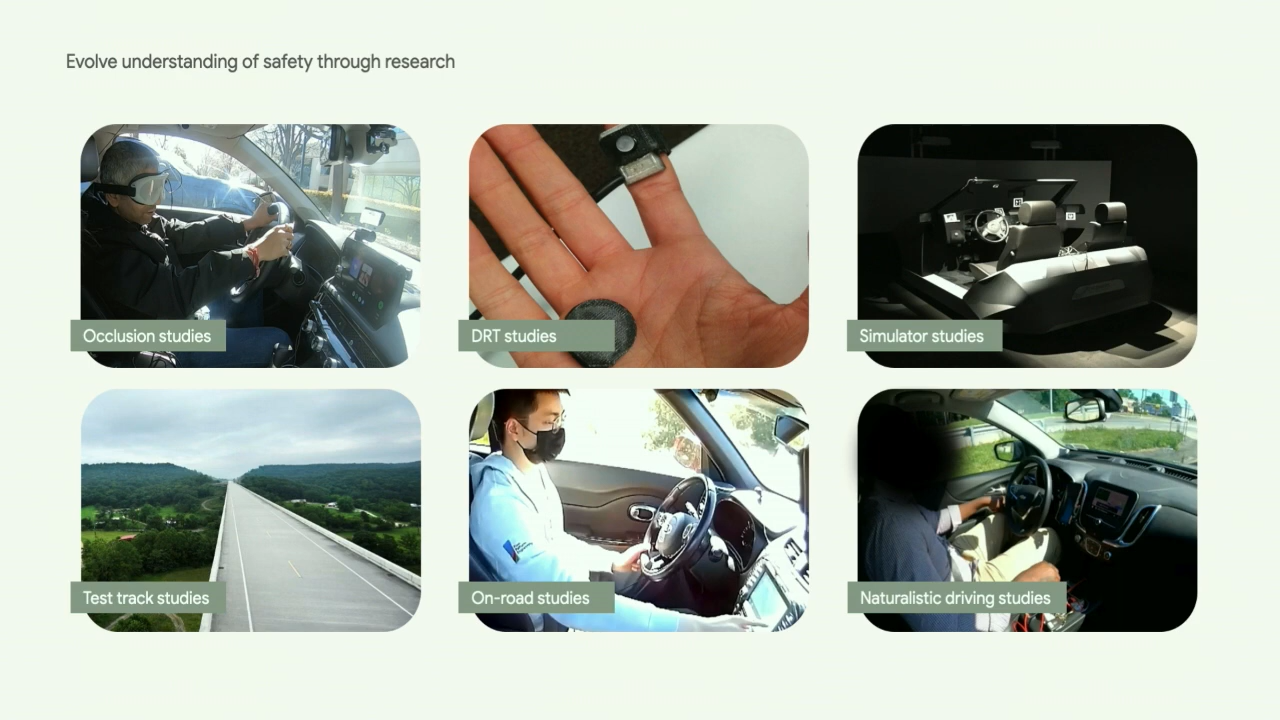 Evolve understanding of safety through research
Occlusion studies
DRT studies
Simulator studies
Test track studies
On-road studies
Naturalistic driving studies